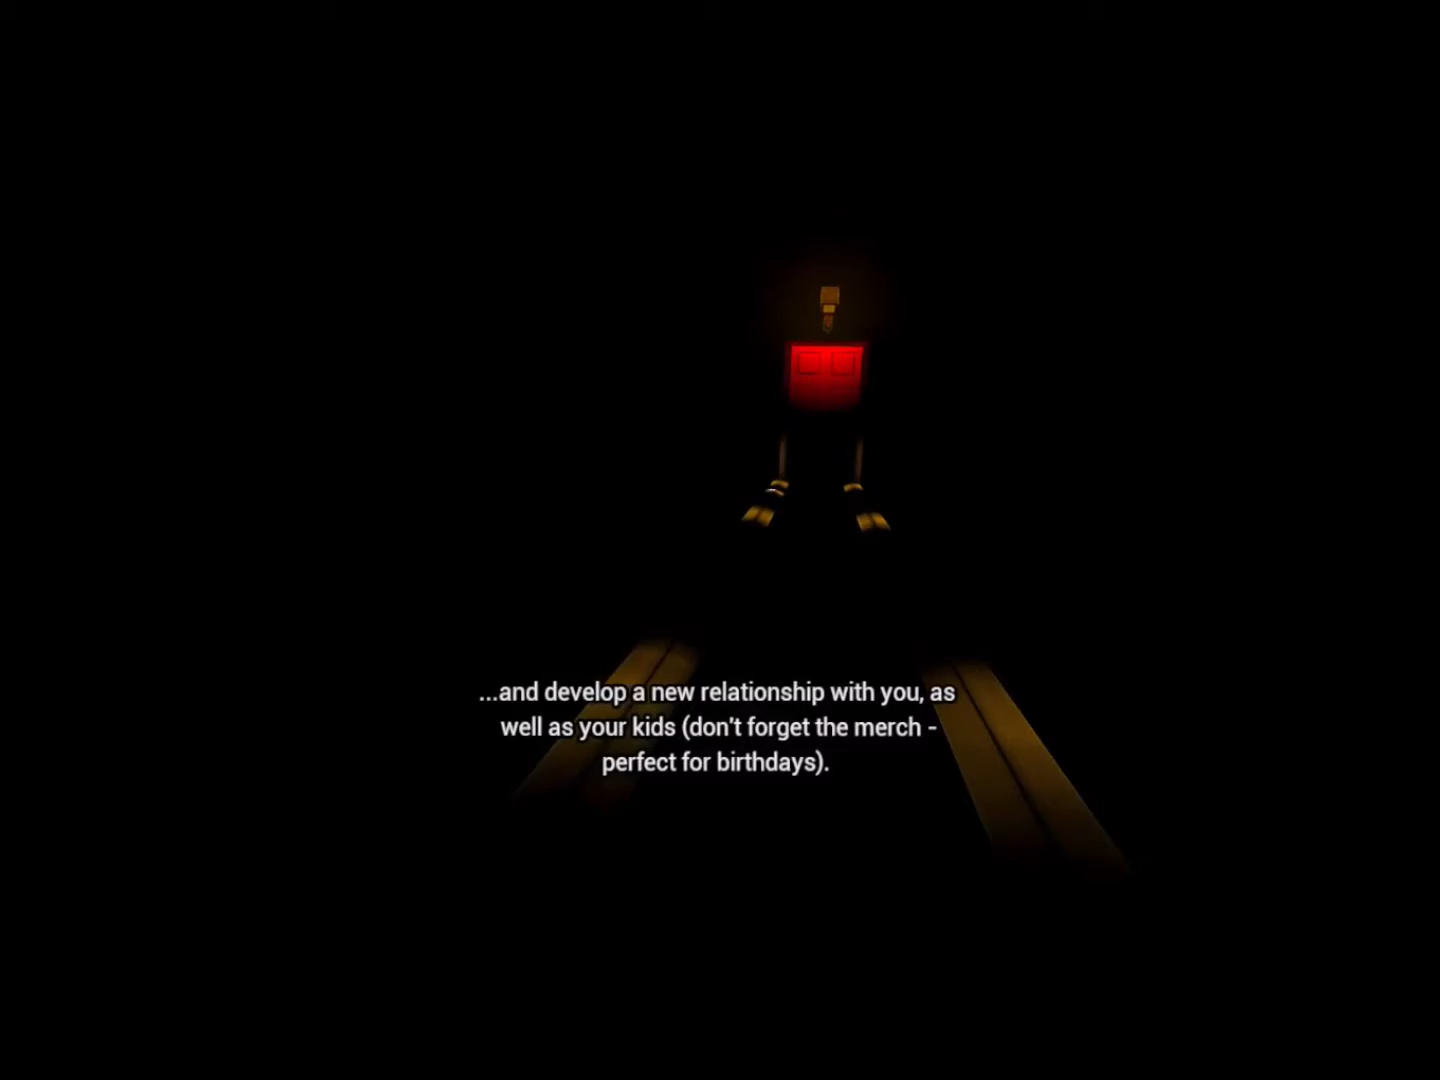 ...and develop a new relationship with you, as
well as your kids (don't forget the merch -
perfect for birthdays).